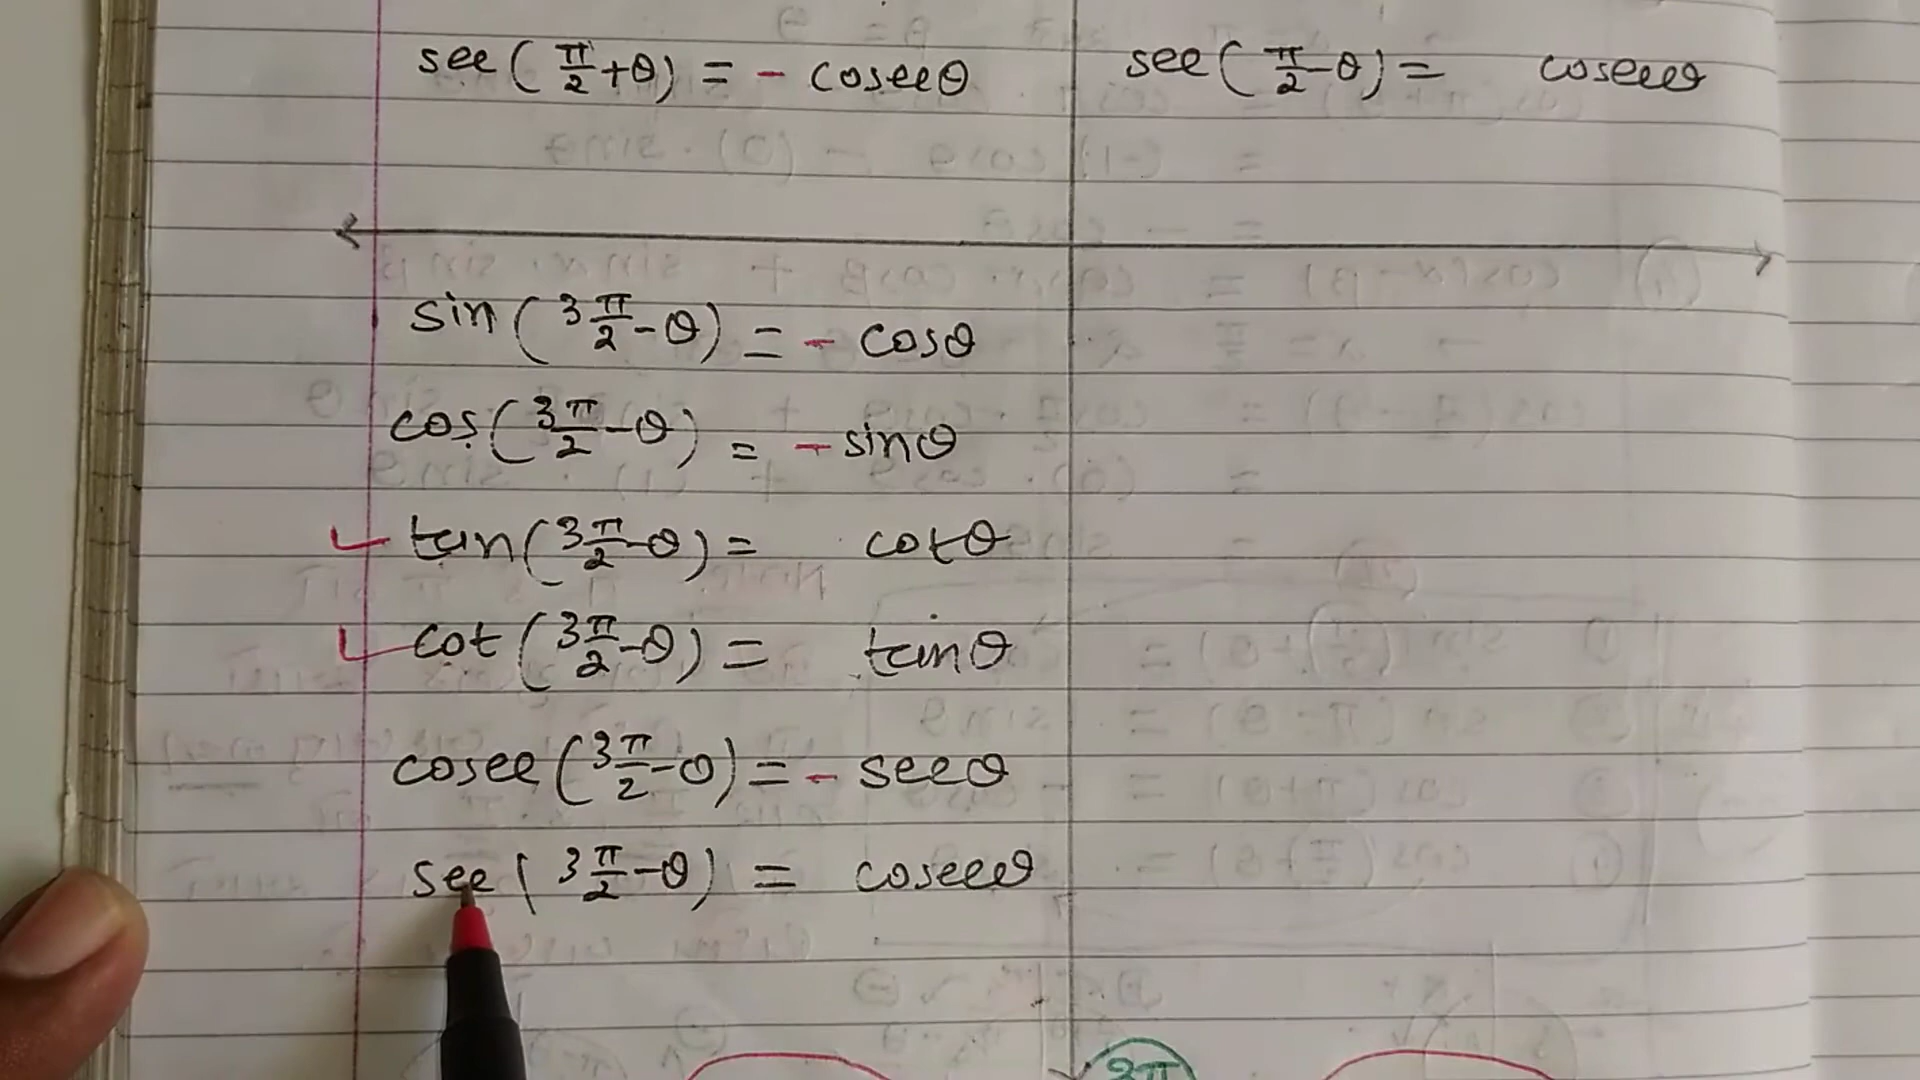 sec(π/2+θ) = - cosecθ
sec(π/2-θ) = cosecθ
sin(3π/2-θ) = - cosθ
cos(3π/2-θ) = - sinθ
tan(3π/2-θ) = cotθ
cot(3π/2-θ) = tanθ
cosec(3π/2-θ) = - secθ
sec(3π/2-θ) = cosecθ